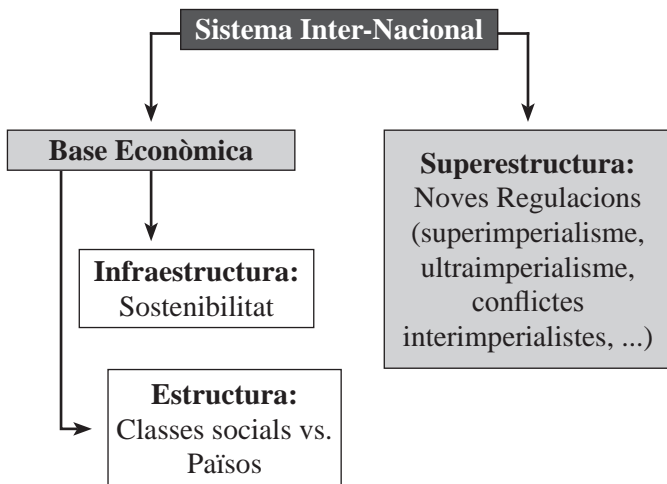 Sistema Inter-Nacional
Base Econòmica
Infraestructura:
Sostenibilitat
Estructura:
Classes socials vs.
Països
Superestructura:
Noves Regulacions
(superimperialisme,
ultraimperialisme,
conflictes
interimperialistes, ...)